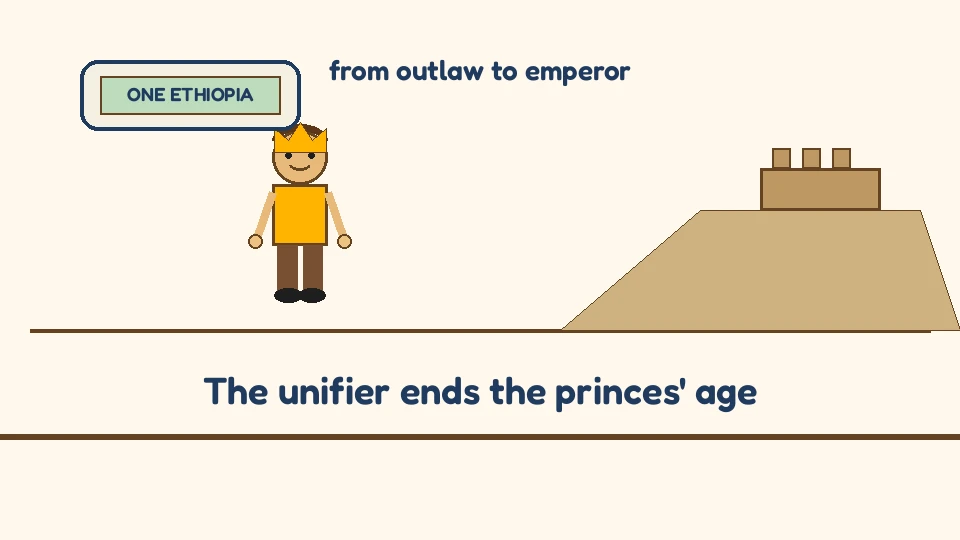 from outlaw to emperor
ONE ETHIOPIA
The unifier ends the princes' age